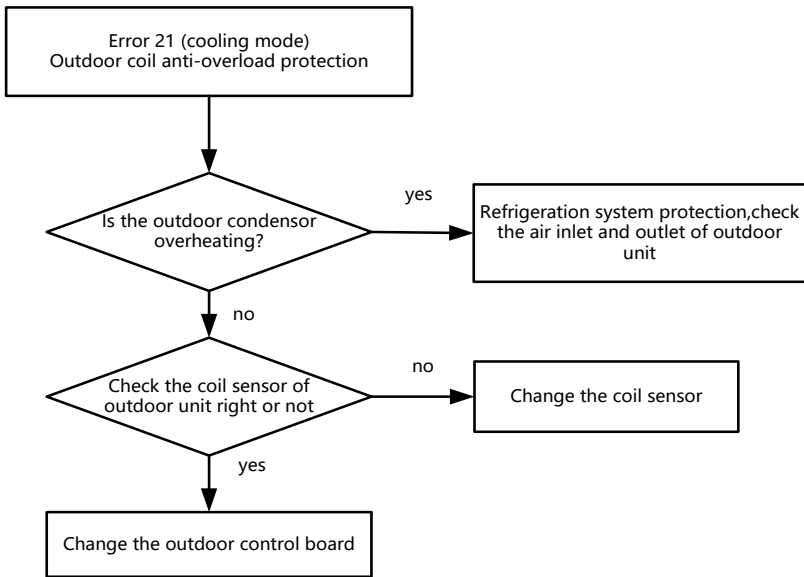 Error 21 (cooling mode)
Outdoor coil anti-overload protection
Is the outdoor condensor
overheating?
yes
Refrigeration system protection,check
the air inlet and outlet of outdoor
unit
no
Check the coil sensor of
outdoor unit right or not
no
Change the coil sensor
yes
Change the outdoor control board